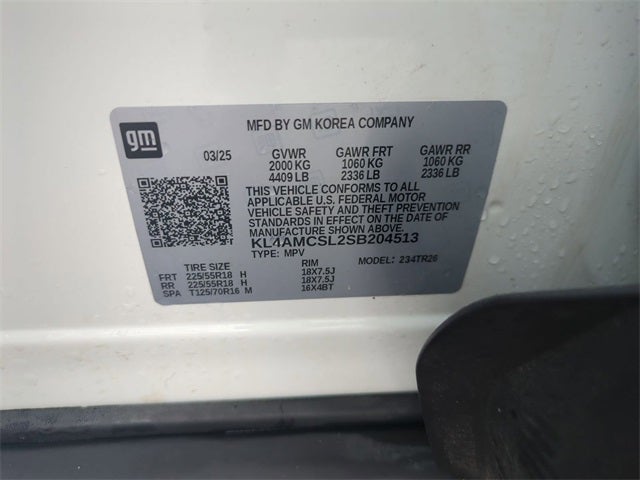 gm
MFD BY GM KOREA COMPANY
03/25 GVWR GAWR FRT GAWR RR
2000 KG 1060 KG 1060 KG
4409 LB 2336 LB 2336 LB
THIS VEHICLE CONFORMS TO ALL
APPLICABLE U.S. FEDERAL MOTOR
VEHICLE SAFETY AND THEFT PREVENTION
STANDARDS IN EFFECT ON THE DATE OF
MANUFACTURE SHOWN ABOVE.
KL4AMCSL2SB204513
TYPE: MPV MODEL: 234TR26
TIRE SIZE RIM
FRT 225/55R18 H 18X7.5J
RR 225/55R18 H 18X7.5J
SPA T125/70R16 M 16X4BT